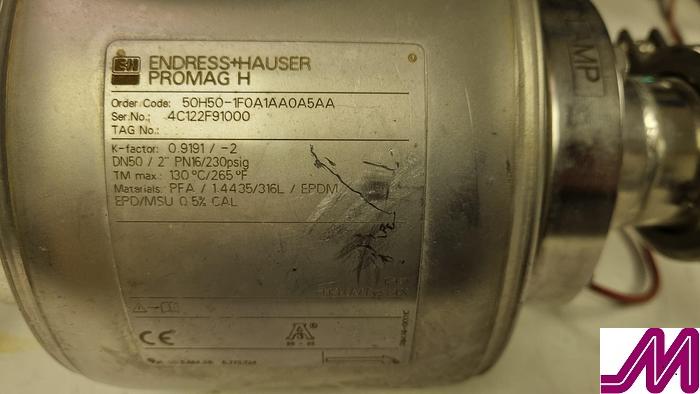 ENDRESS+HAUSER
PROMAG H
Order Code: 50H50-1F0A1AA0A5AA
Ser.No.: 4C122F91000
TAG No.:
K-factor: 0.9191 / -2
DN50 / 2" PN16/230psig
TM max.: 130 °C/265 °F
Materials: PFA / 1.4435/316L / EPDM
EPD/MSU 0.5% CAL
CE
AMP
M